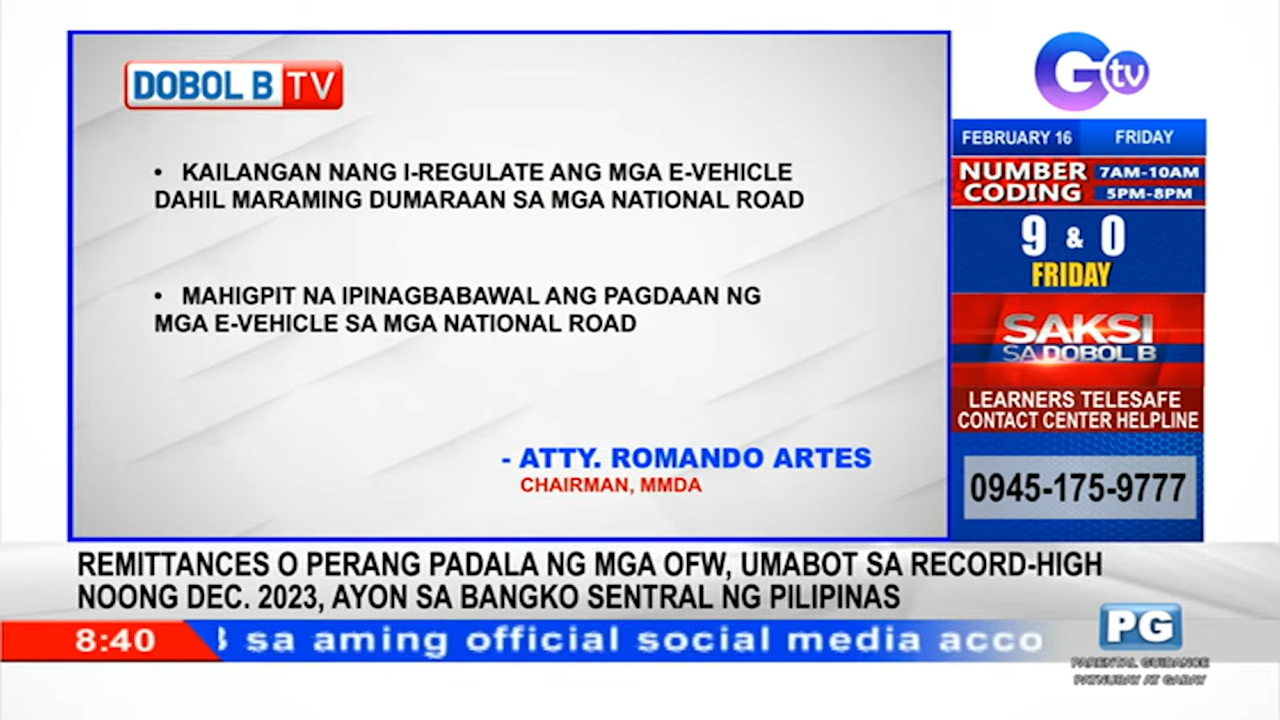 DOBOL B TV
• KAILANGAN NANG I-REGULATE ANG MGA E-VEHICLE
DAHIL MARAMING DUMARAAN SA MGA NATIONAL ROAD
• MAHIGPIT NA IPINAGBABAWAL ANG PAGDAAN NG
MGA E-VEHICLE SA MGA NATIONAL ROAD
- ATTY. ROMANDO ARTES
CHAIRMAN, MMDA
G tv
FEBRUARY 16 FRIDAY
NUMBER CODING
7AM-10AM
5PM-8PM
9 & 0
FRIDAY
SAKSI
SA DOBOL B
LEARNERS TELESAFE
CONTACT CENTER HELPLINE
0945-175-9777
REMITTANCES O PERANG PADALA NG MGA OFW, UMABOT SA RECORD-HIGH
NOONG DEC. 2023, AYON SA BANGKO SENTRAL NG PILIPINAS
8:40
sa aming official social media acco
PG
PARENTAL GUIDANCE
PATNUBAY AT GABAY